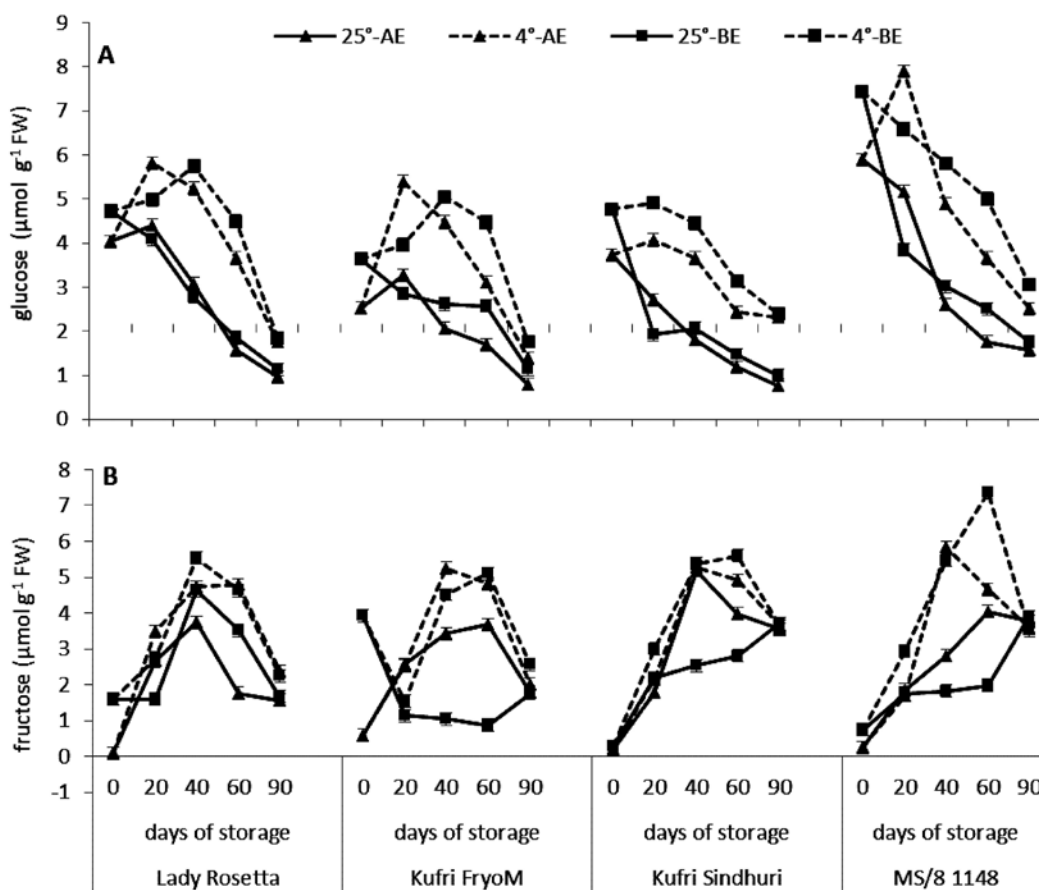 A
25°-AE 4°-AE 25°-BE 4°-BE
glucose (µmol g⁻¹ FW)
9
8
7
6
5
4
3
2
1
0
B
fructose (µmol g⁻¹ FW)
8
7
6
5
4
3
2
1
0
-1
0 20 40 60 90 0 20 40 60 90 0 20 40 60 90 0 20 40 60 90
days of storage days of storage days of storage days of storage
Lady Rosetta Kufri FryoM Kufri Sindhuri MS/8 1148